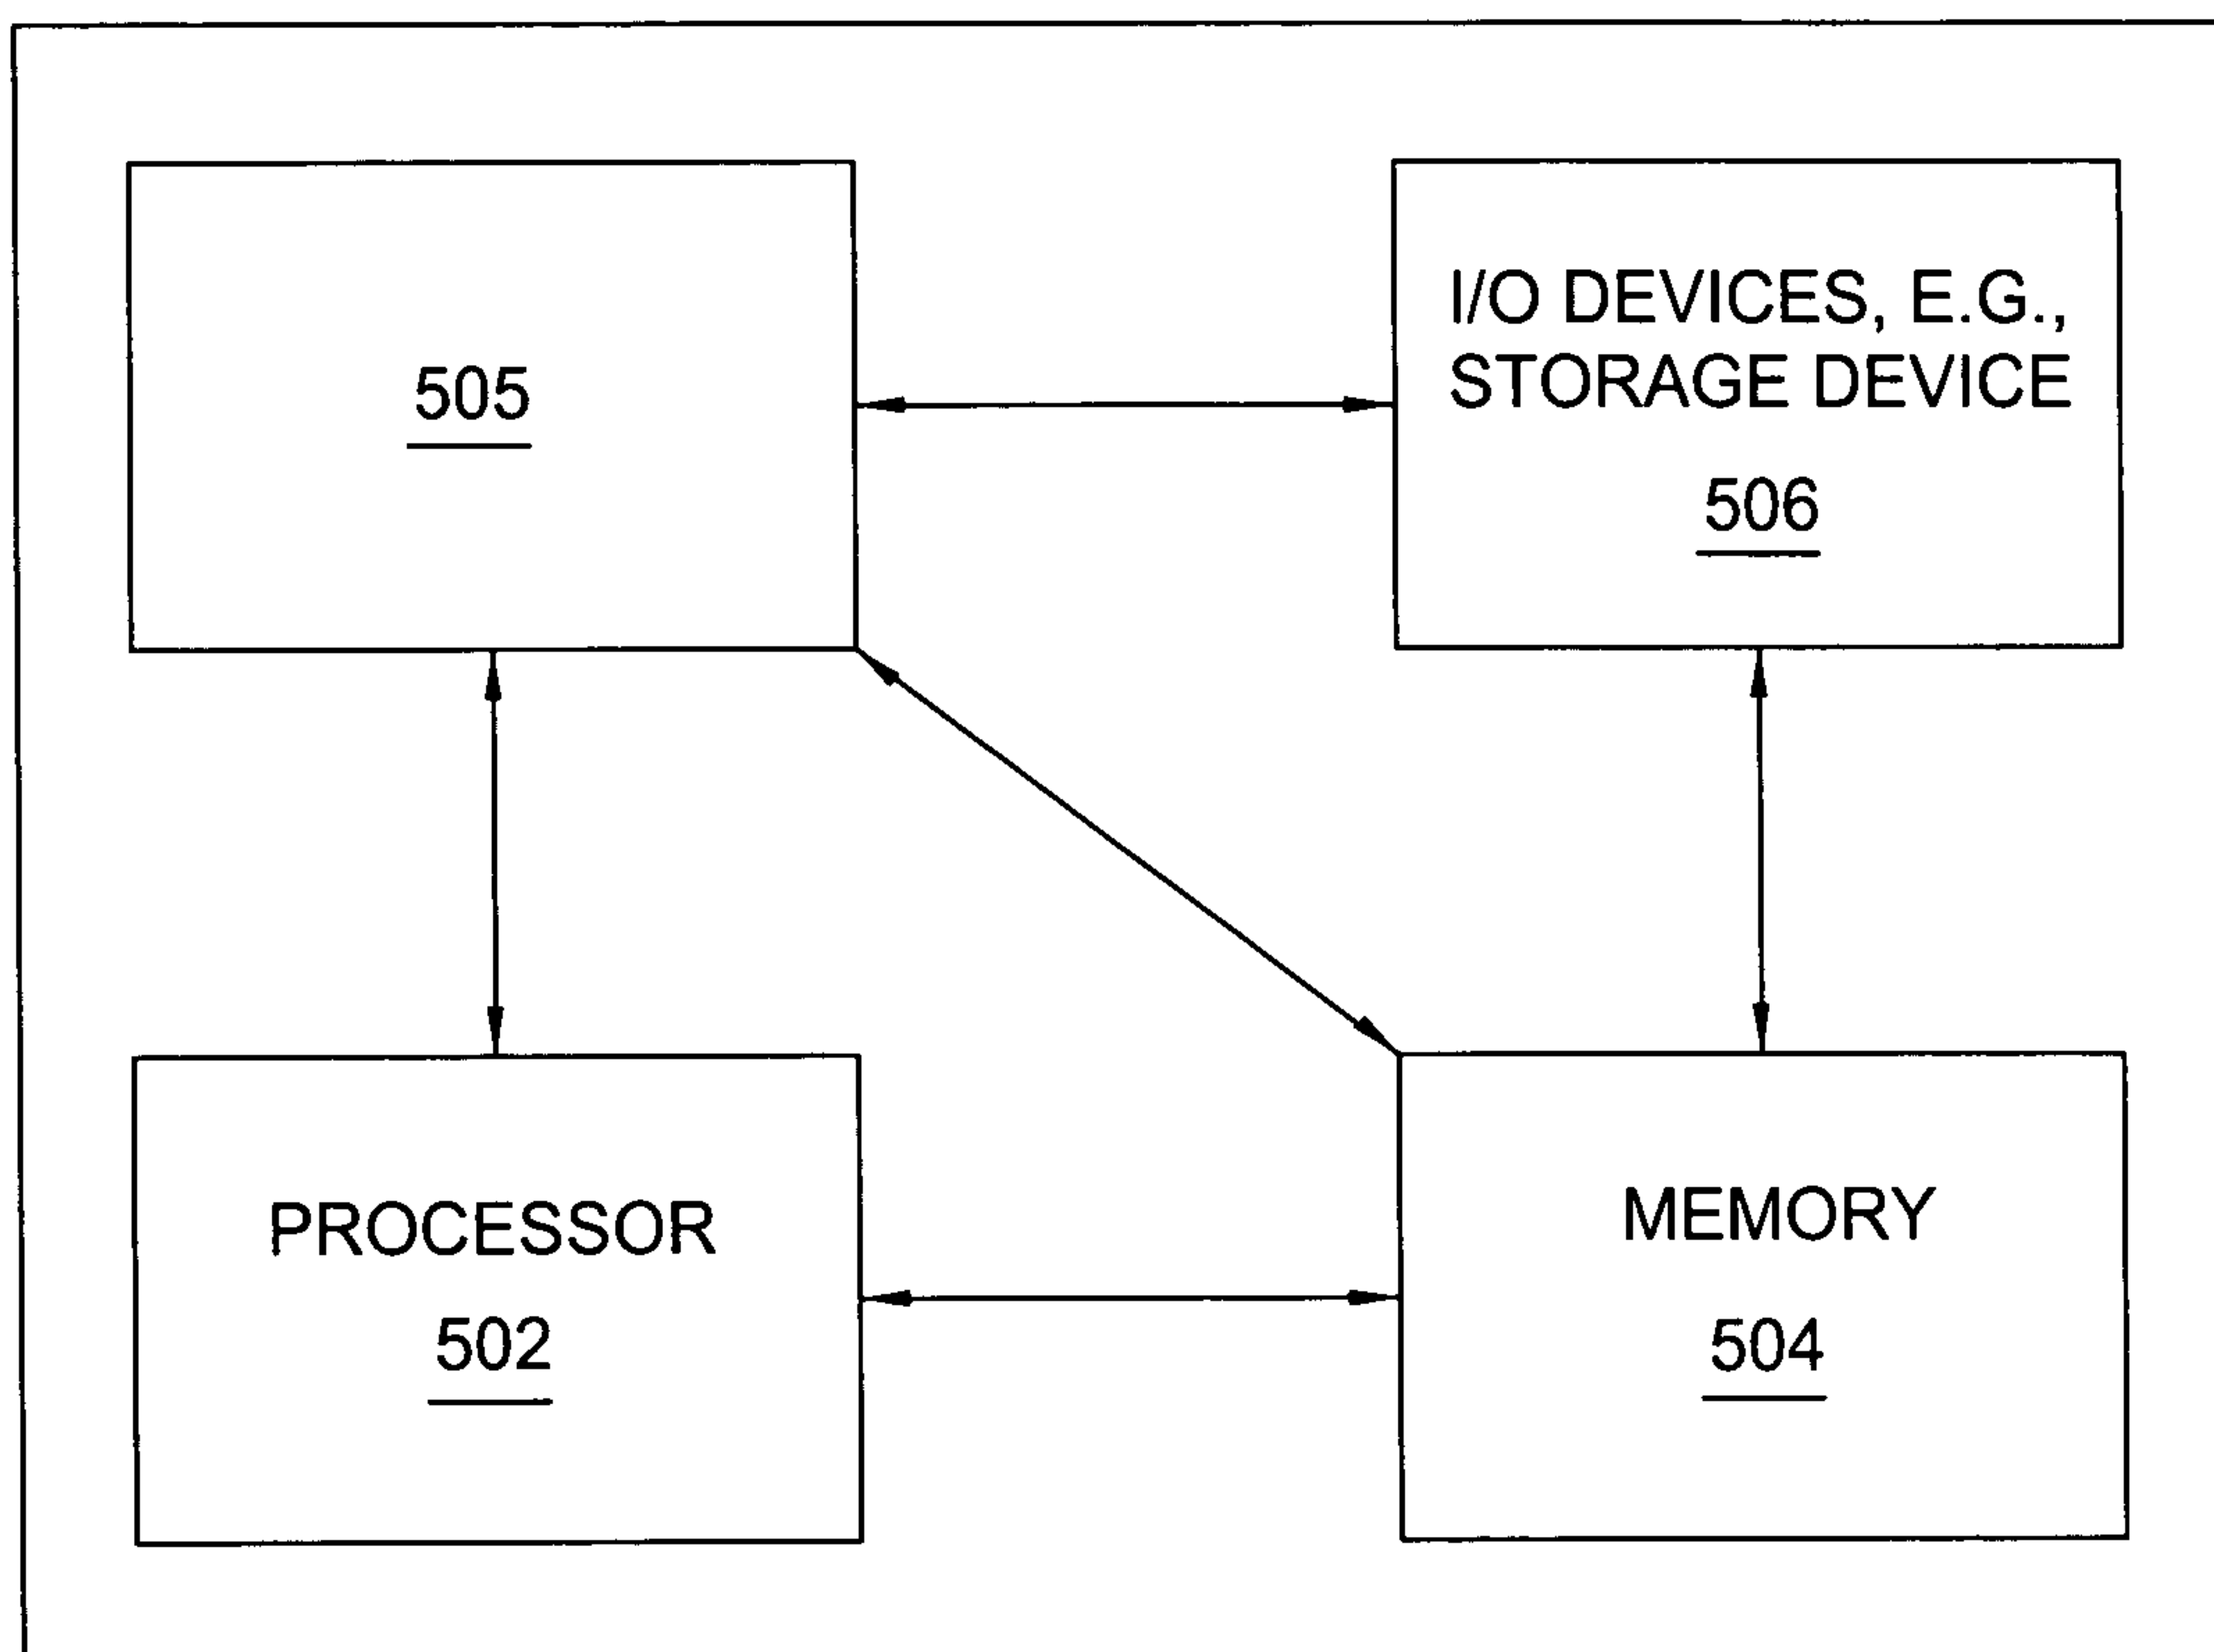 505
I/O DEVICES, E.G.,
STORAGE DEVICE
506
PROCESSOR
502
MEMORY
504